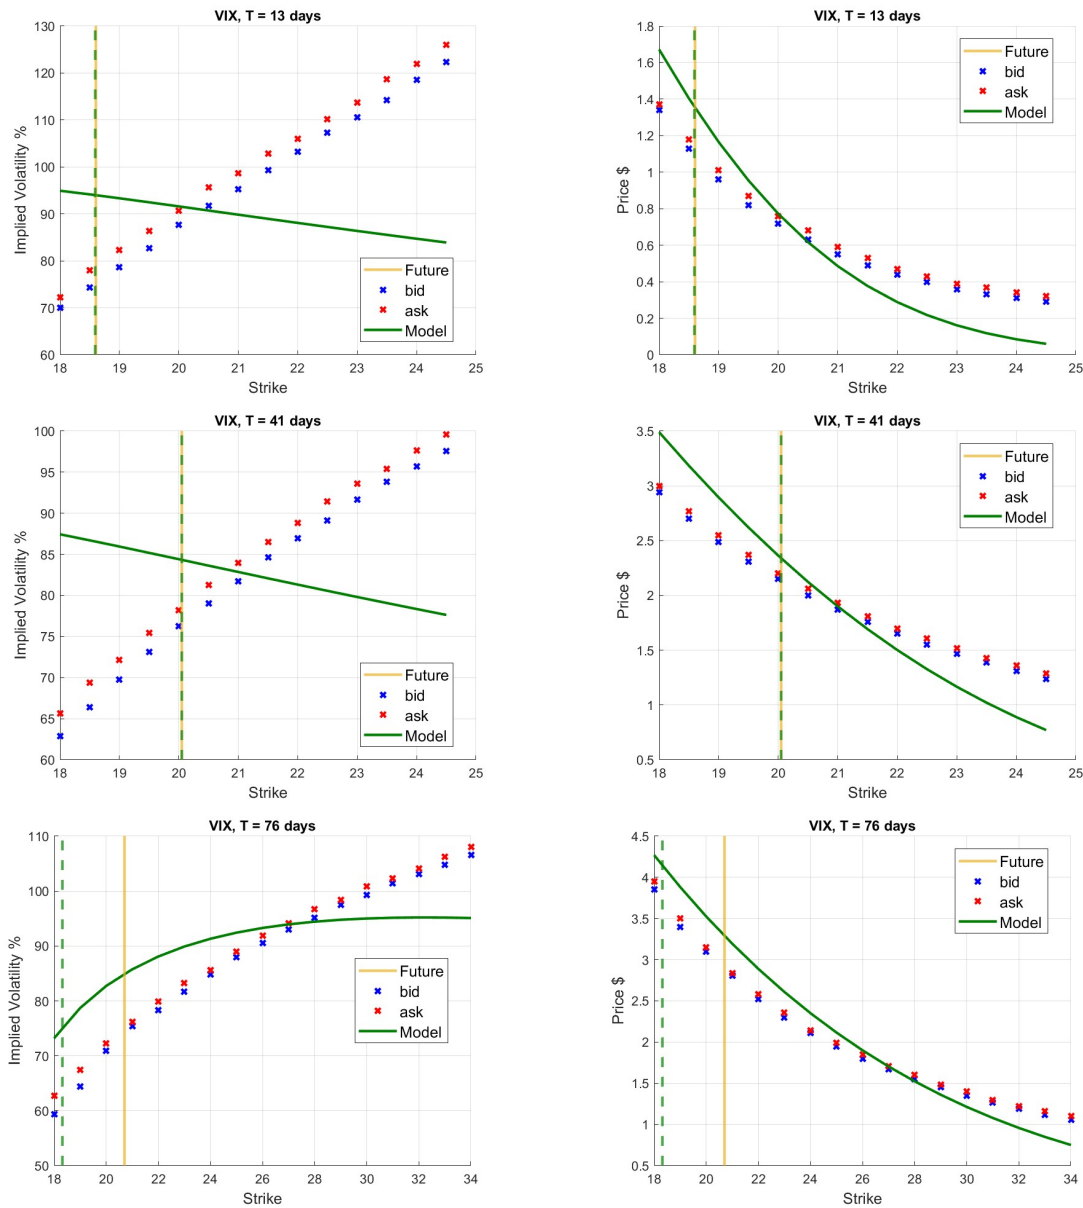 VIX, T = 13 days
Implied Volatility %
130
120
110
100
90
80
70
60
18 19 20 21 22 23 24 25
Strike
Future
bid
ask
Model
VIX, T = 13 days
Price $
1.8
1.6
1.4
1.2
1
0.8
0.6
0.4
0.2
0
18 19 20 21 22 23 24 25
Strike
Future
bid
ask
Model
VIX, T = 41 days
Implied Volatility %
100
95
90
85
80
75
70
65
60
18 19 20 21 22 23 24 25
Strike
Future
bid
ask
Model
VIX, T = 41 days
Price $
3.5
3
2.5
2
1.5
1
0.5
18 19 20 21 22 23 24 25
Strike
Future
bid
ask
Model
VIX, T = 76 days
Implied Volatility %
110
100
90
80
70
60
50
18 20 22 24 26 28 30 32 34
Strike
Future
bid
ask
Model
VIX, T = 76 days
Price $
4.5
4
3.5
3
2.5
2
1.5
1
0.5
18 20 22 24 26 28 30 32 34
Strike
Future
bid
ask
Model